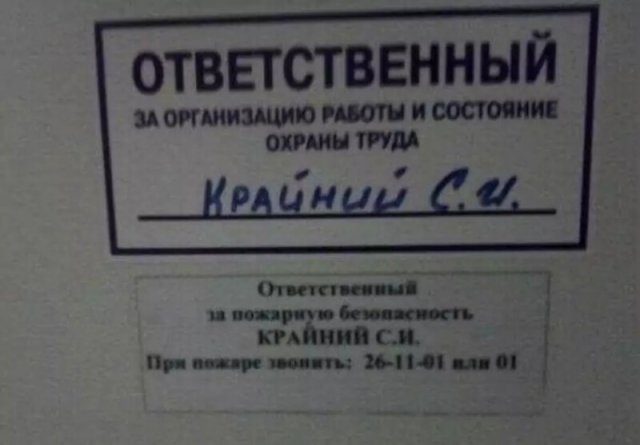 ОТВЕТСТВЕННЫЙ
ЗА ОРГАНИЗАЦИЮ РАБОТЫ И СОСТОЯНИЕ
ОХРАНЫ ТРУДА
КРАЙНИЙ С.И.
Ответственный
за пожарную безопасность
КРАЙНИЙ С.И.
При пожаре звонить: 26-11-01 или 01